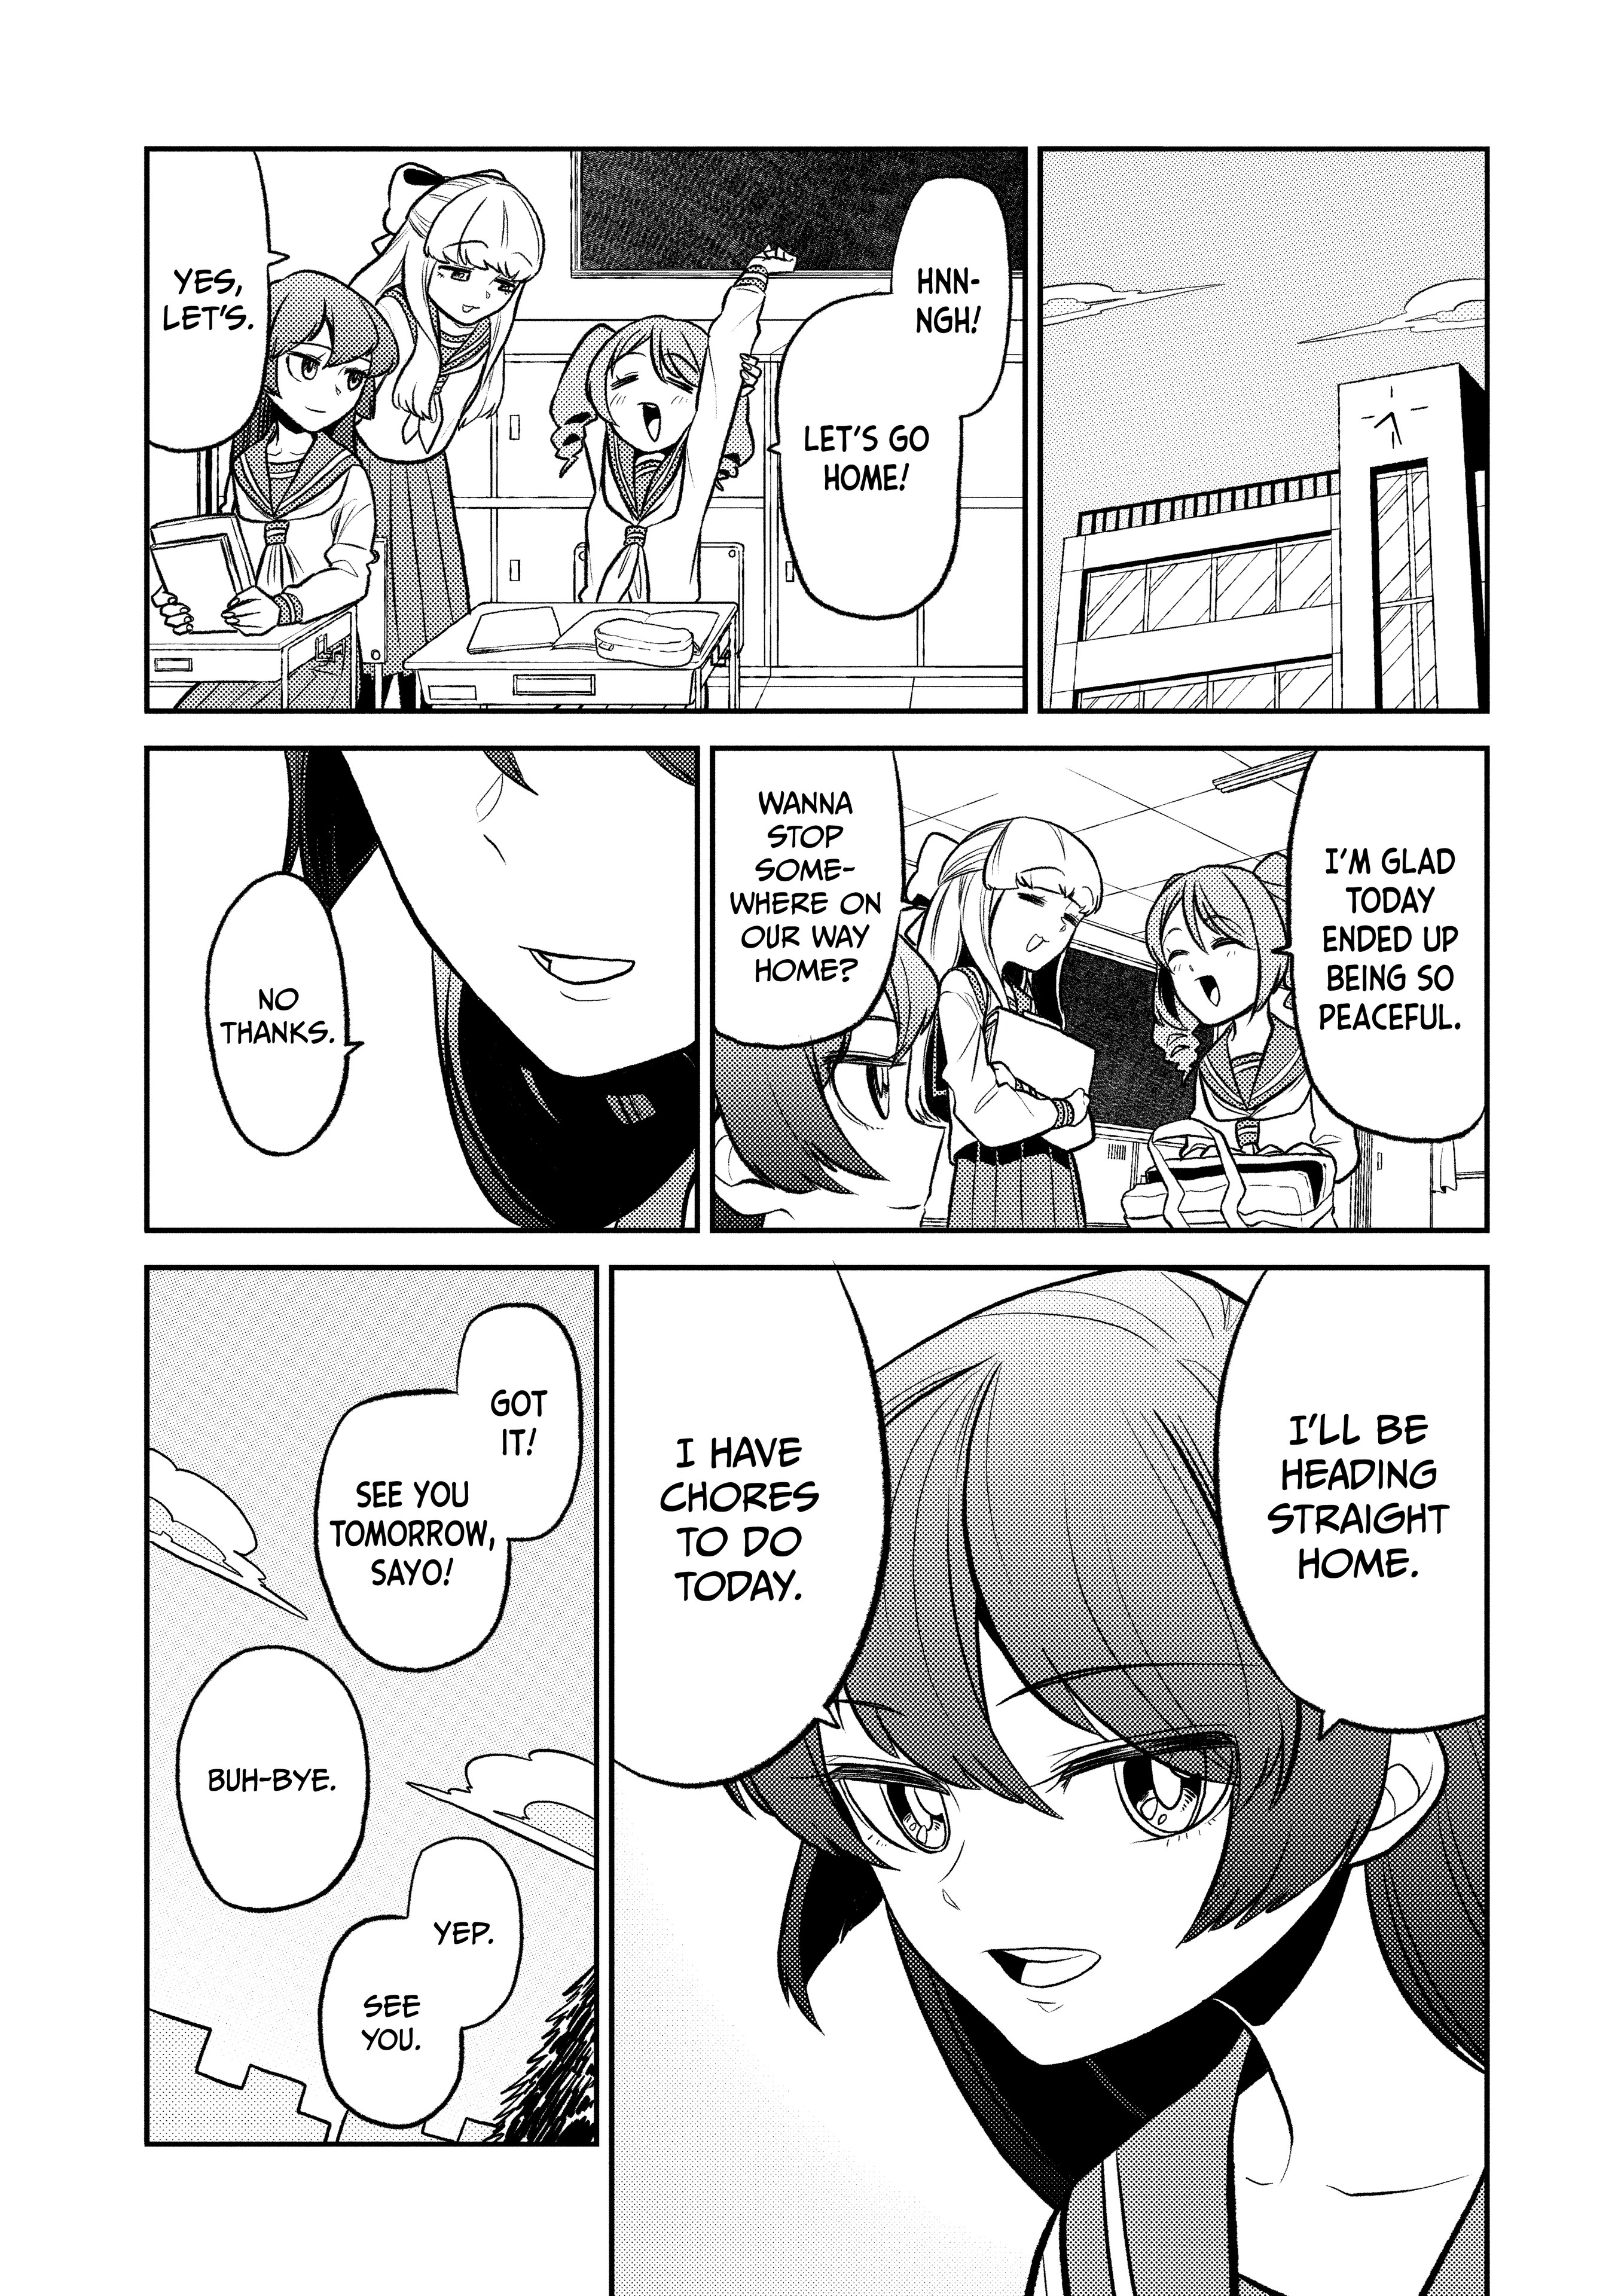 HNN-
NGH!
LET'S GO
HOME!
YES,
LET'S.
I'M GLAD
TODAY
ENDED UP
BEING SO
PEACEFUL.
WANNA
STOP
SOME-
WHERE ON
OUR WAY
HOME?
NO
THANKS.
I'LL BE
HEADING
STRAIGHT
HOME.
I HAVE
CHORES
TO DO
TODAY.
GOT
IT!
SEE YOU
TOMORROW,
SAYO!
BUH-BYE.
YEP.
SEE
YOU.